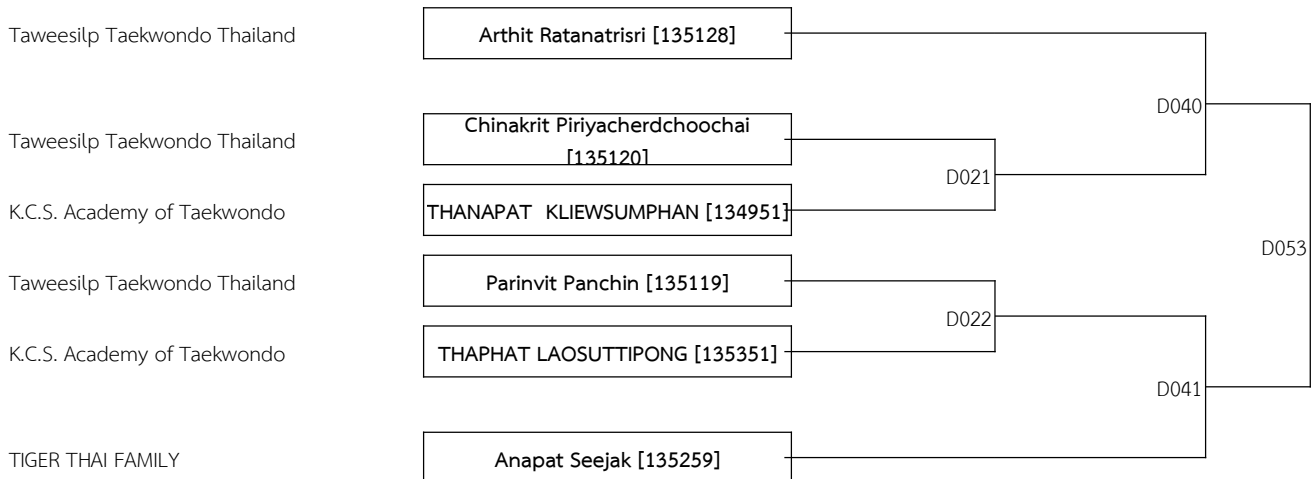 Taweesilp Taekwondo Thailand
Arthit Ratanatrisri [135128]
D040
Taweesilp Taekwondo Thailand
Chinakrit Piriyacherdchoochai
[135120]
D021
K.C.S. Academy of Taekwondo
THANAPAT  KLIEWSUMPHAN [134951]
D053
Taweesilp Taekwondo Thailand
Parinvit Panchin [135119]
D022
K.C.S. Academy of Taekwondo
THAPHAT LAOSUTTIPONG [135351]
D041
TIGER THAI FAMILY
Anapat Seejak [135259]